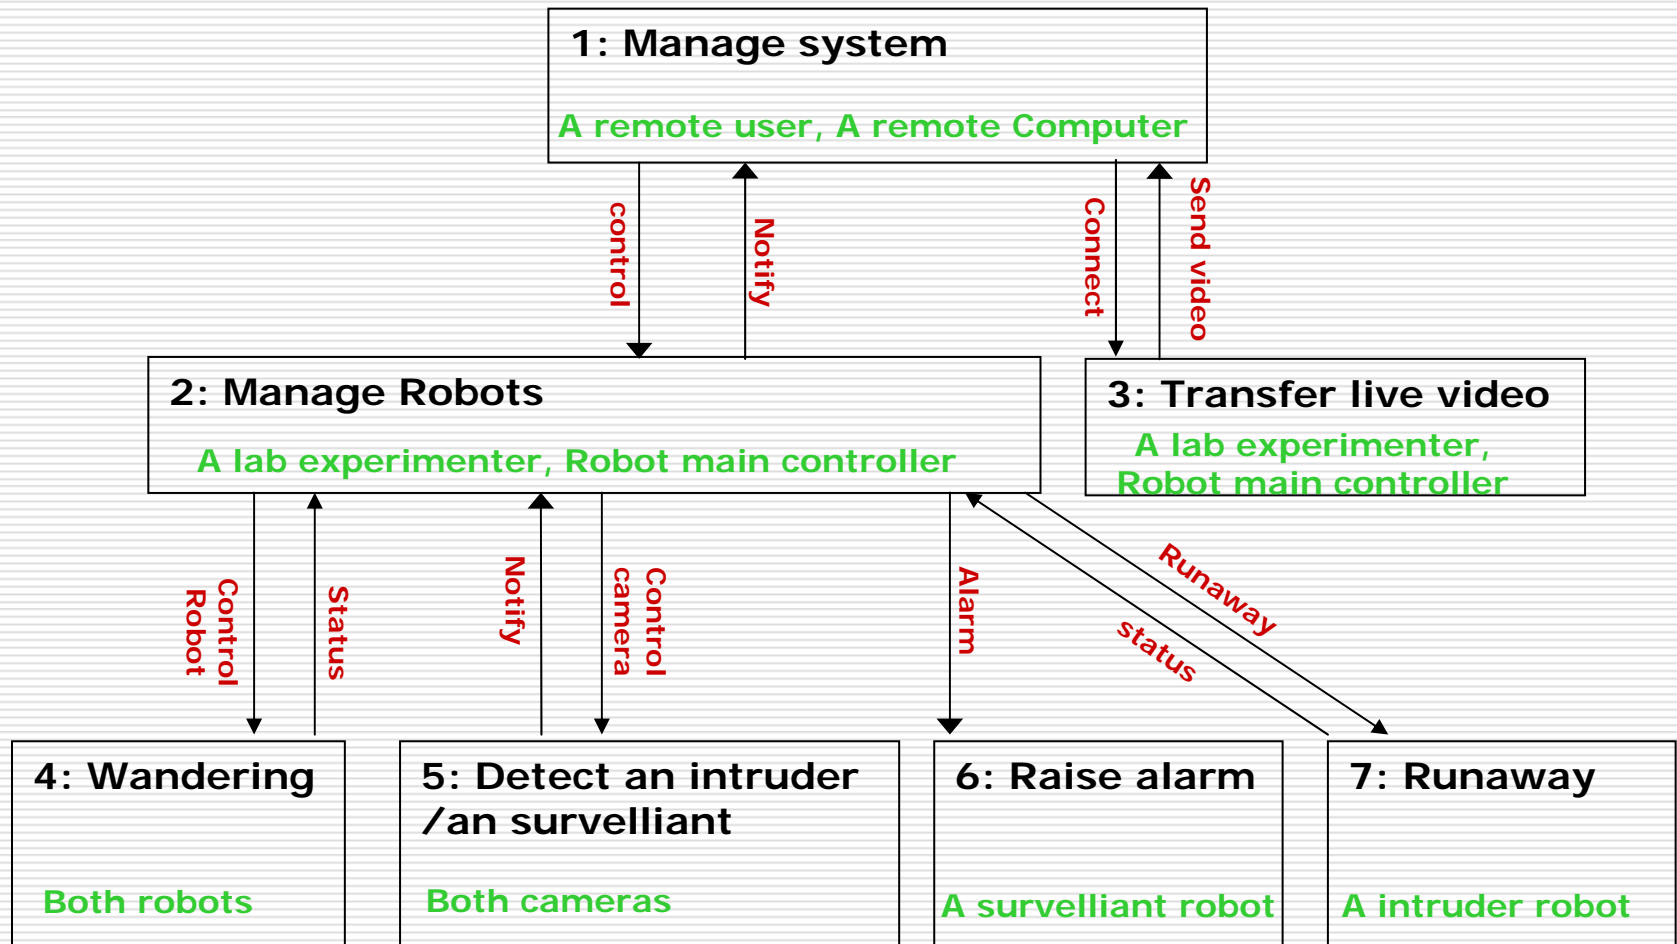 1: Manage system
A remote user, A remote Computer
control
Notify
Connect
Send video
2: Manage Robots
A lab experimenter, Robot main controller
3: Transfer live video
A lab experimenter,
Robot main controller
Control
Robot
Status
Notify
Control
camera
Alarm
Runaway
status
4: Wandering
Both robots
5: Detect an intruder
/an survelliant
Both cameras
6: Raise alarm
A survelliant robot
7: Runaway
A intruder robot